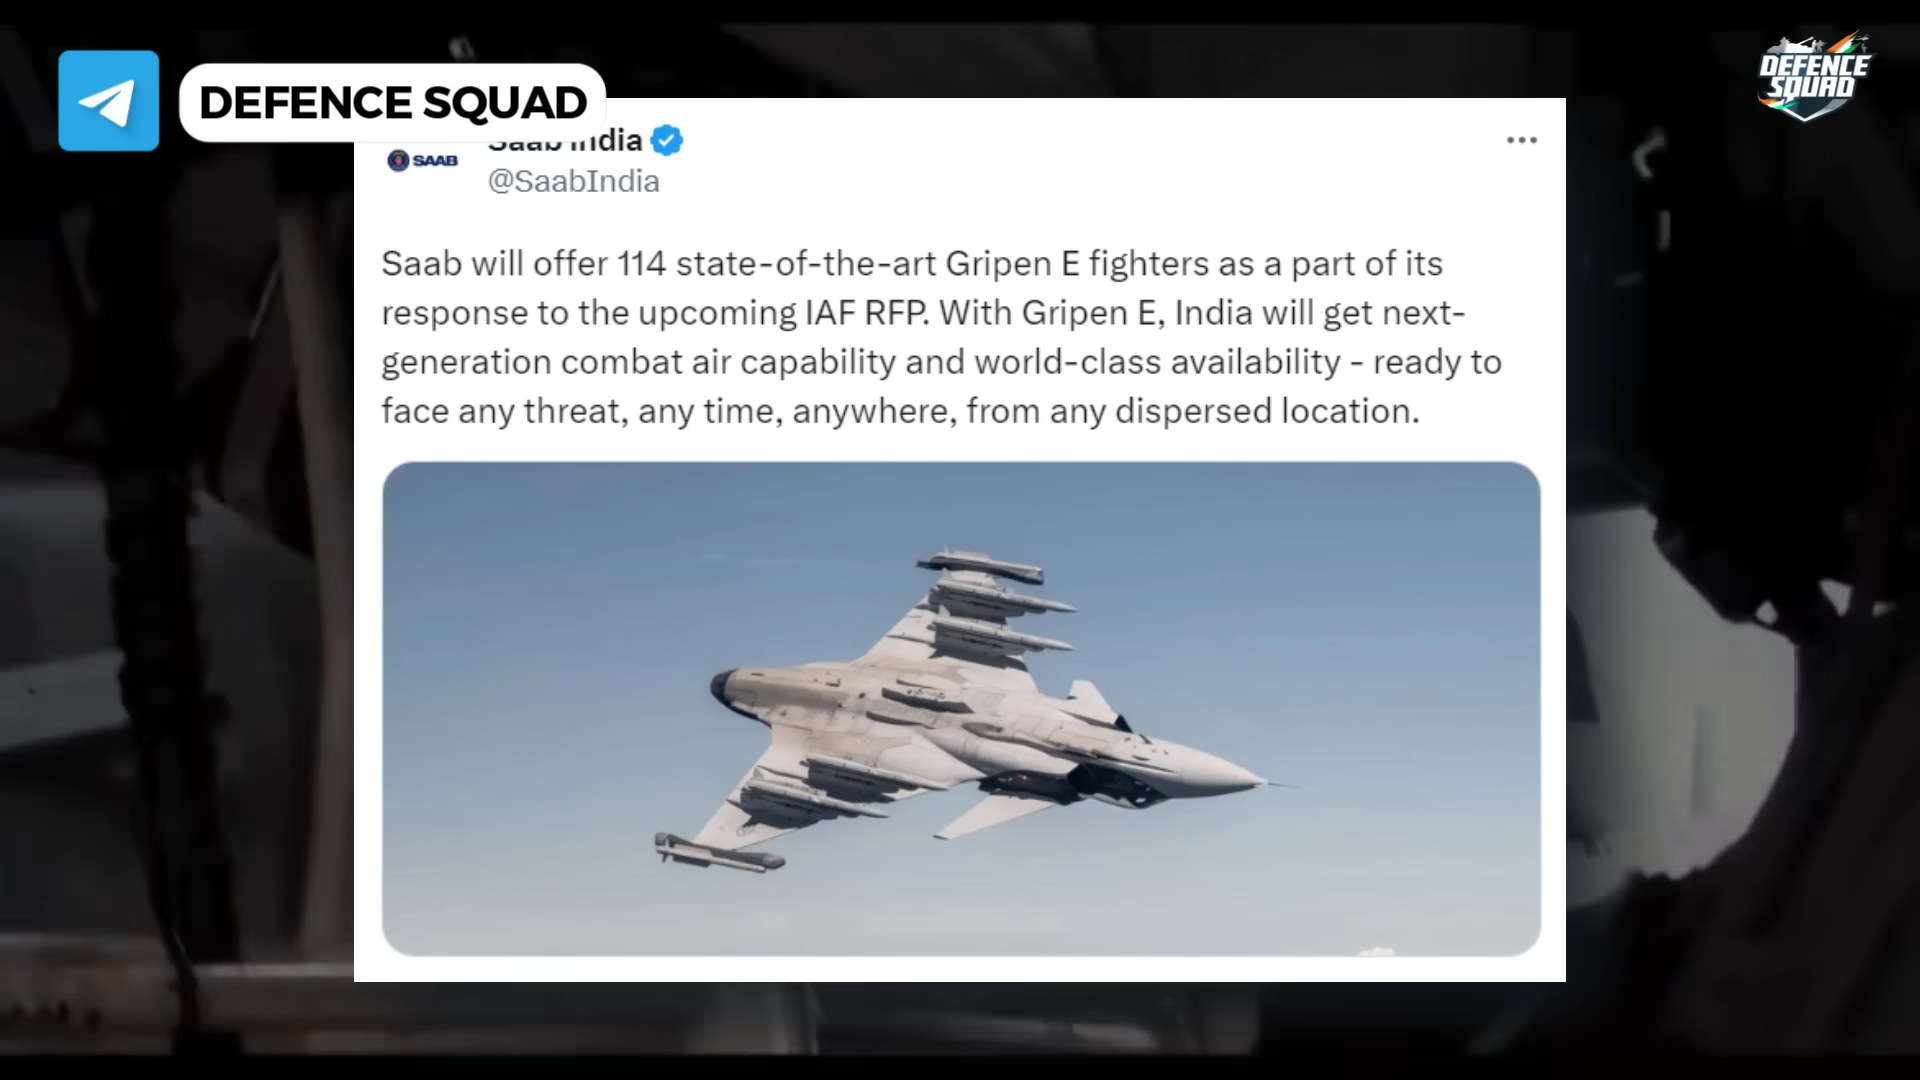 DEFENCE SQUAD
DEFENCE
SQUAD
Saab India
SAAB
@SaabIndia
Saab will offer 114 state-of-the-art Gripen E fighters as a part of its
response to the upcoming IAF RFP. With Gripen E, India will get next-
generation combat air capability and world-class availability - ready to
face any threat, any time, anywhere, from any dispersed location.